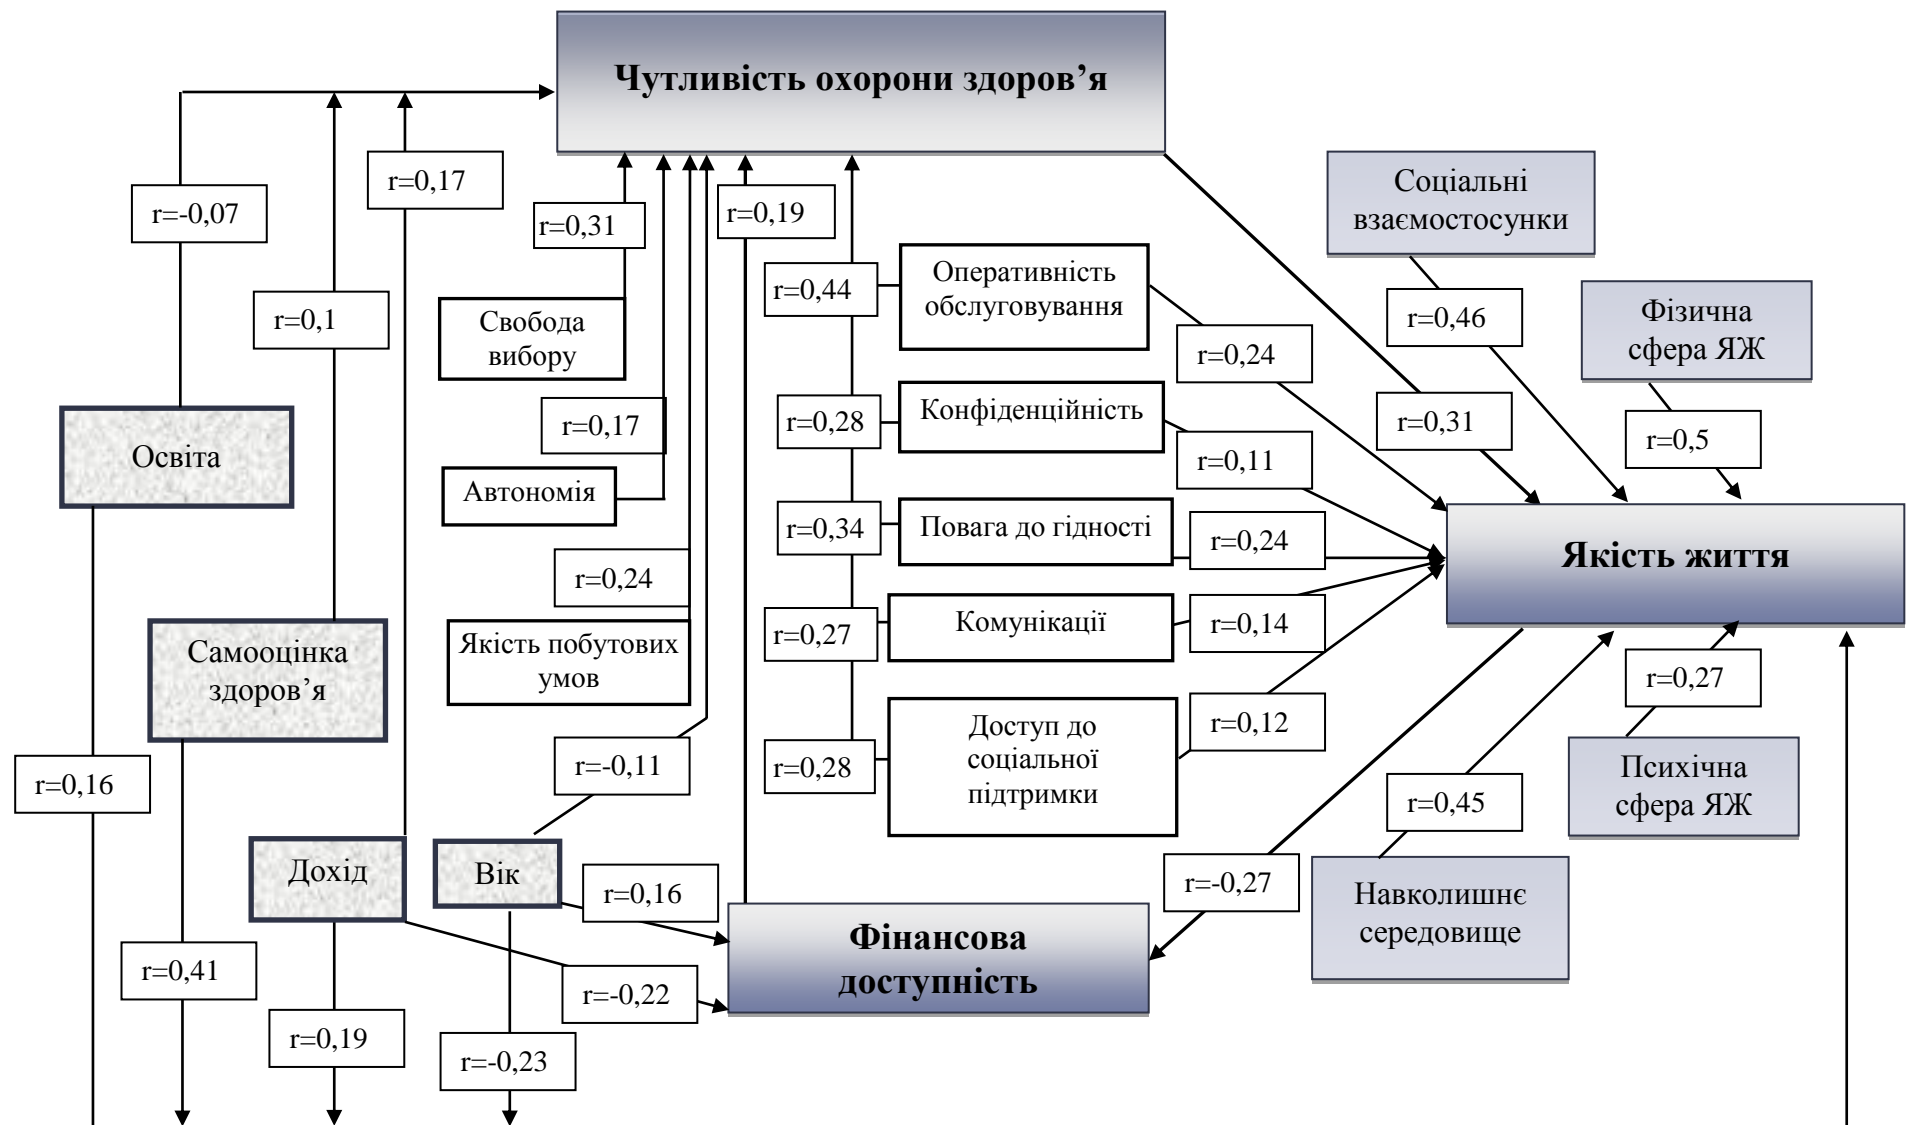 Чутливість охорони здоров’я
r=0,17
r=-0,07
r=0,31
r=0,19
Соціальні
взаємостосунки
r=0,44
Оперативність
обслуговування
r=0,1
Свобода
вибору
r=0,46
Фізична
сфера ЯЖ
r=0,24
r=0,17
r=0,28
Конфіденційність
r=0,31
r=0,5
Освіта
r=0,11
Автономія
r=0,34
Повага до гідності
r=0,24
Якість життя
r=0,24
r=0,27
Комунікації
r=0,14
Самооцінка
здоров’я
Якість побутових
умов
r=0,27
r=0,12
Доступ до
соціальної
підтримки
r=0,28
r=-0,11
r=0,16
Психічна
сфера ЯЖ
r=0,45
Дохід
Вік
r=0,16
r=-0,27
Навколишнє
середовище
Фінансова
доступність
r=0,41
r=-0,22
r=0,19
r=-0,23